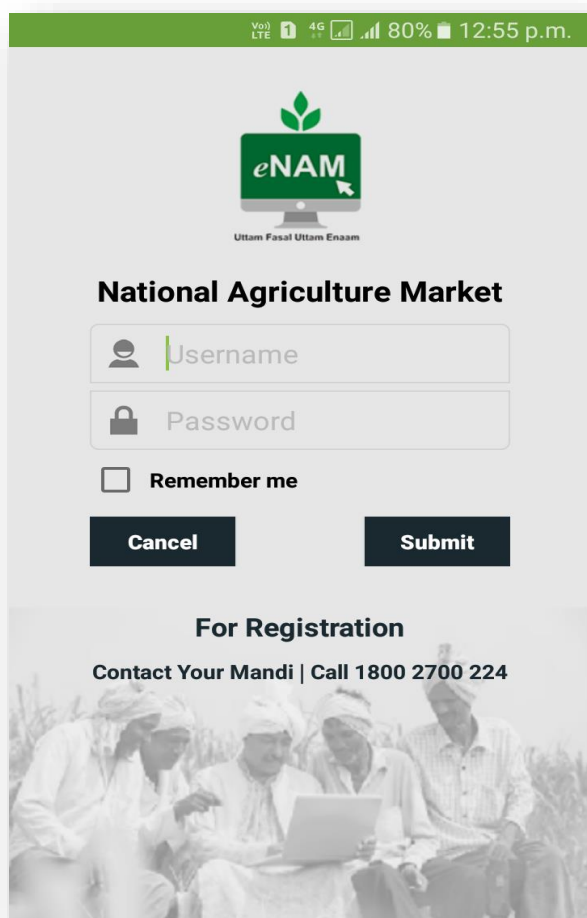 Vo)) LTE 1 4G 80% 12:55 p.m.
eNAM
Uttam Fasal Uttam Enaam
National Agriculture Market
Username
Password
Remember me
Cancel Submit
For Registration
Contact Your Mandi | Call 1800 2700 224